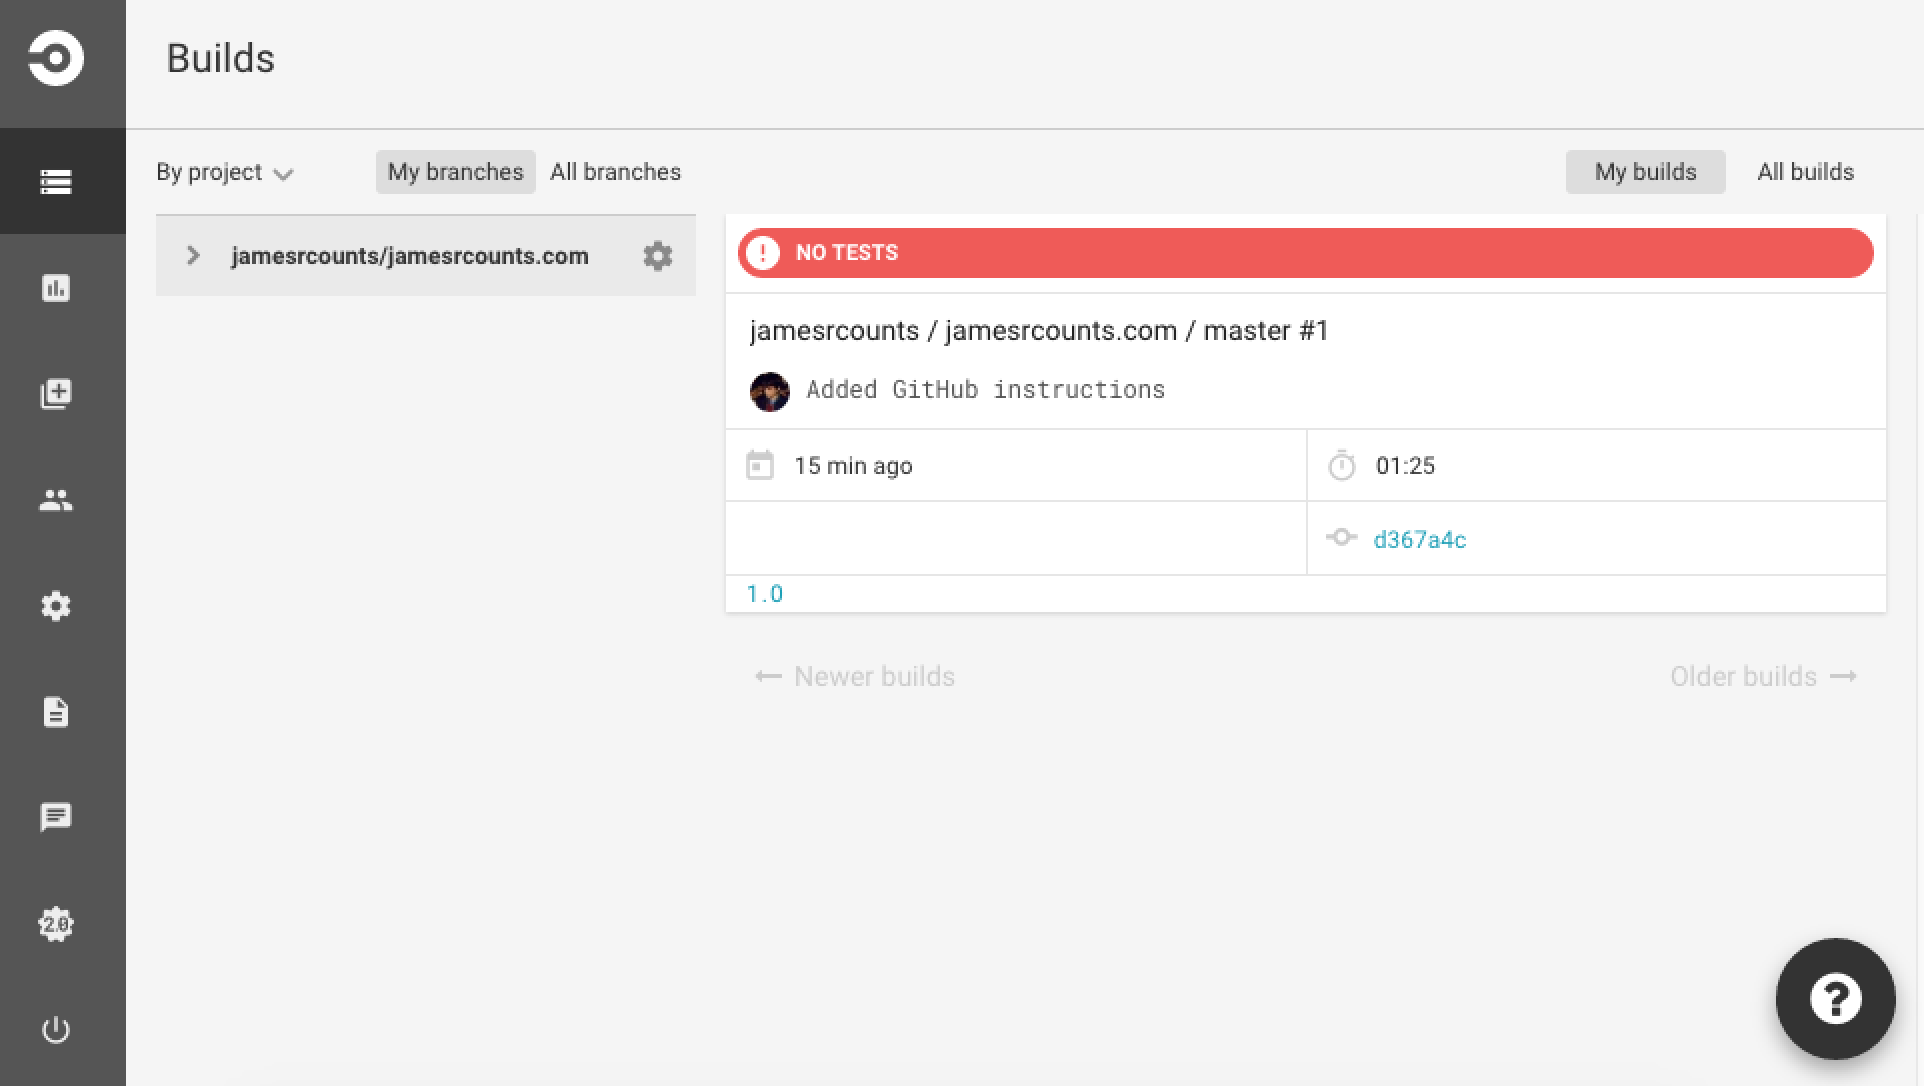 Builds
By project
My branches
All branches
My builds
All builds
jamesrcounts/jamesrcounts.com
NO TESTS
jamesrcounts / jamesrcounts.com / master #1
Added GitHub instructions
15 min ago
01:25
d367a4c
1.0
Newer builds
Older builds
2.0